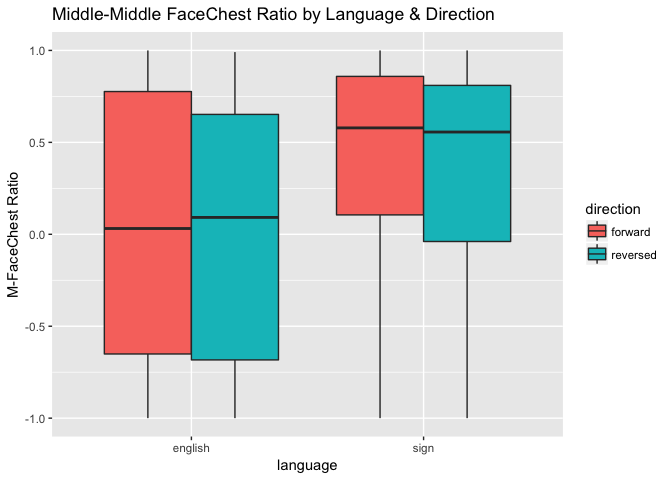 Middle-Middle FaceChest Ratio by Language & Direction
M-FaceChest Ratio
1.0
0.5
0.0
-0.5
-1.0
english
sign
language
direction
forward
reversed